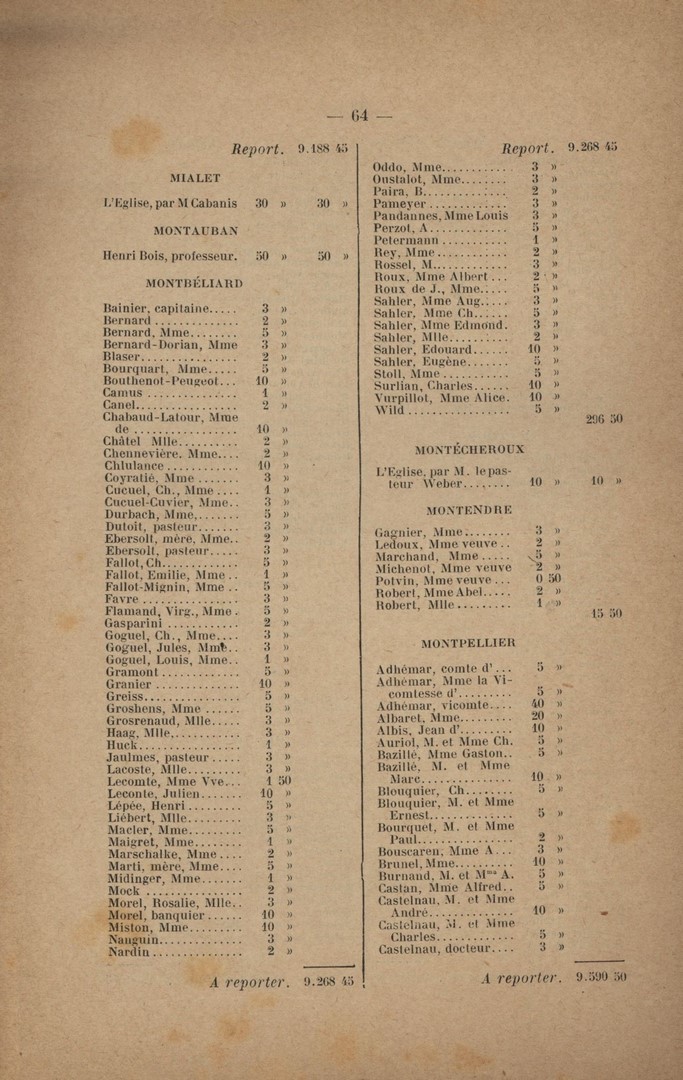 — 64 —
Report. 9.188 45
MIALET
L'Eglise, par M Cabanis 30 » 30 »
MONTAUBAN
Henri Bois, professeur. 50 » 50 »
MONTBÉLIARD
Bainier, capitaine..... 3 »
Bernard .............. 2 »
Bernard, Mme........ 5 »
Bernard-Dorian, Mme 3 »
Blaser................ 2 »
Bourquart, Mme...... 5 »
Bouthenot-Peugeot... 10 »
Camus ............... 1 »
Canel................. 2 »
Chabaud-Latour, Mme
de ................. 10 »
Châtel Mlle.......... 2 »
Chennevière. Mme.... 2 »
Chlulance ............ 10 »
Coyratié, Mme ....... 3 »
Cucuel, Ch., Mme .... 1 »
Cucuel-Cuvier, Mme.. 3 »
Durbach, Mme,....... 5 »
Dutoit, pasteur....... 3 »
Ebersolt, mère, Mme.. 2 »
Ebersolt, pasteur..... 3 »
Fallot, Ch............ 5 »
Fallot, Emilie, Mme .. 1 »
Fallot-Mignin, Mme .. 5 »
Favre ................ 3 »
Flamand, Virg., Mme . 5 »
Gasparini ............ 2 »
Goguel, Ch., Mme.... 3 »
Goguel, Jules, Mme.. 3 »
Goguel, Louis, Mme.. 1 »
Gramont ............. 5 »
Granier .............. 10 »
Greiss................ 5 »
Groshens, Mme ...... 5 »
Grosrenaud, Mlle..... 3 »
Haag, Mlle,........... 3 »
Huck................. 1 »
Jaulmes, pasteur ..... 3 »
Lacoste, Mlle......... 3 »
Lecomte, Mme Vve... 1 50
Leconte, Julien....... 10 »
Lépée, Henri ......... 5 »
Liébert, Mlle......... 3 »
Macler, Mme......... 5 »
Maigret, Mme........ 1 »
Marschalke, Mme .... 2 »
Marti, mère, Mme.... 5 »
Midinger, Mme....... 1 »
Mock ................ 2 »
Morel, Rosalie, Mlle.. 3 »
Morel, banquier ...... 10 »
Miston, Mme......... 10 »
Nanguin.............. 3 »
Nardin ............... 2 »
A reporter. 9.268 45
Report. 9.268 45
Oddo, Mme........... 3 »
Oustalot, Mme........ 3 »
Paira, B.............. 2 »
Pameyer ............. 3 »
Pandannes, Mme Louis 3 »
Perzot, A............. 5 »
Petermann ........... 1 »
Rey, Mme ............ 2 »
Rossel, M............. 3 »
Roux, Mme Albert ... 2 »
Roux de J., Mme..... 5 »
Sahler, Mme Aug..... 3 »
Sahler, Mme Ch...... 5 »
Sahler, Mme Edmond. 3 »
Sahler, Mlle.......... 2 »
Sahler, Edouard...... 10 »
Sahler, Eugène....... 5 »
Stoll, Mme ........... 5 »
Surlian, Charles...... 10 »
Vurpillot, Mme Alice. 10 »
Wild ................. 5 »
296 50
MONTÉCHEROUX
L'Eglise, par M. le pas-
teur Weber........ 10 » 10 »
MONTENDRE
Gagnier, Mme........ 3 »
Ledoux, Mme veuve .. 2 »
Marchand, Mme ..... 5 »
Michenot, Mme veuve 2 »
Potvin, Mme veuve ... 0 50
Robert, Mme Abel..... 2 »
Robert, Mlle ......... 1 »
15 50
MONTPELLIER
Adhémar, comte d' ... 5 »
Adhémar, Mme la Vi-
comtesse d'......... 5 »
Adhémar, vicomte.... 40 »
Albaret, Mme......... 20 »
Albis, Jean d'......... 10 »
Auriol, M. et Mme Ch. 5 »
Bazille, Mme Gaston.. 5 »
Bazille, M. et Mme
Marc............... 10 »
Blouquier, Ch........ 5 »
Blouquier, M. et Mme
Ernest............. 5 »
Bourquet, M. et Mme
Paul............... 2 »
Bouscaren, Mme A... 3 »
Brunel, Mme.......... 10 »
Burnaud, M. et Mme A. 5 »
Castan, Mme Alfred.. 5 »
Castelnau, M. et Mme
André.............. 10 »
Castelnau, M. et Mme
Charles............. 5 »
Castelnau, docteur.... 3 »
A reporter. 9.590 50